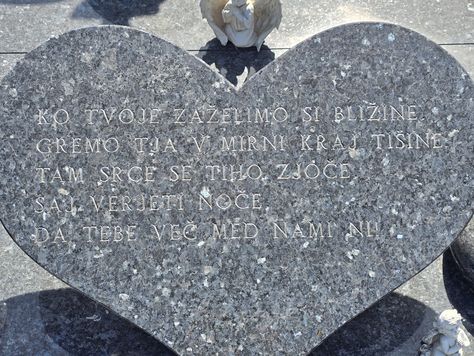 KO TVOJE ZAŽELIMO SI BLIŽINE,
GREMO TJA V MIRNI KRAJ TIŠINE.
TAM SRCE SE TIHO ZJOČE,
SAJ VERJETI NOČE,
DA TEBE VEČ MED NAMI NI!